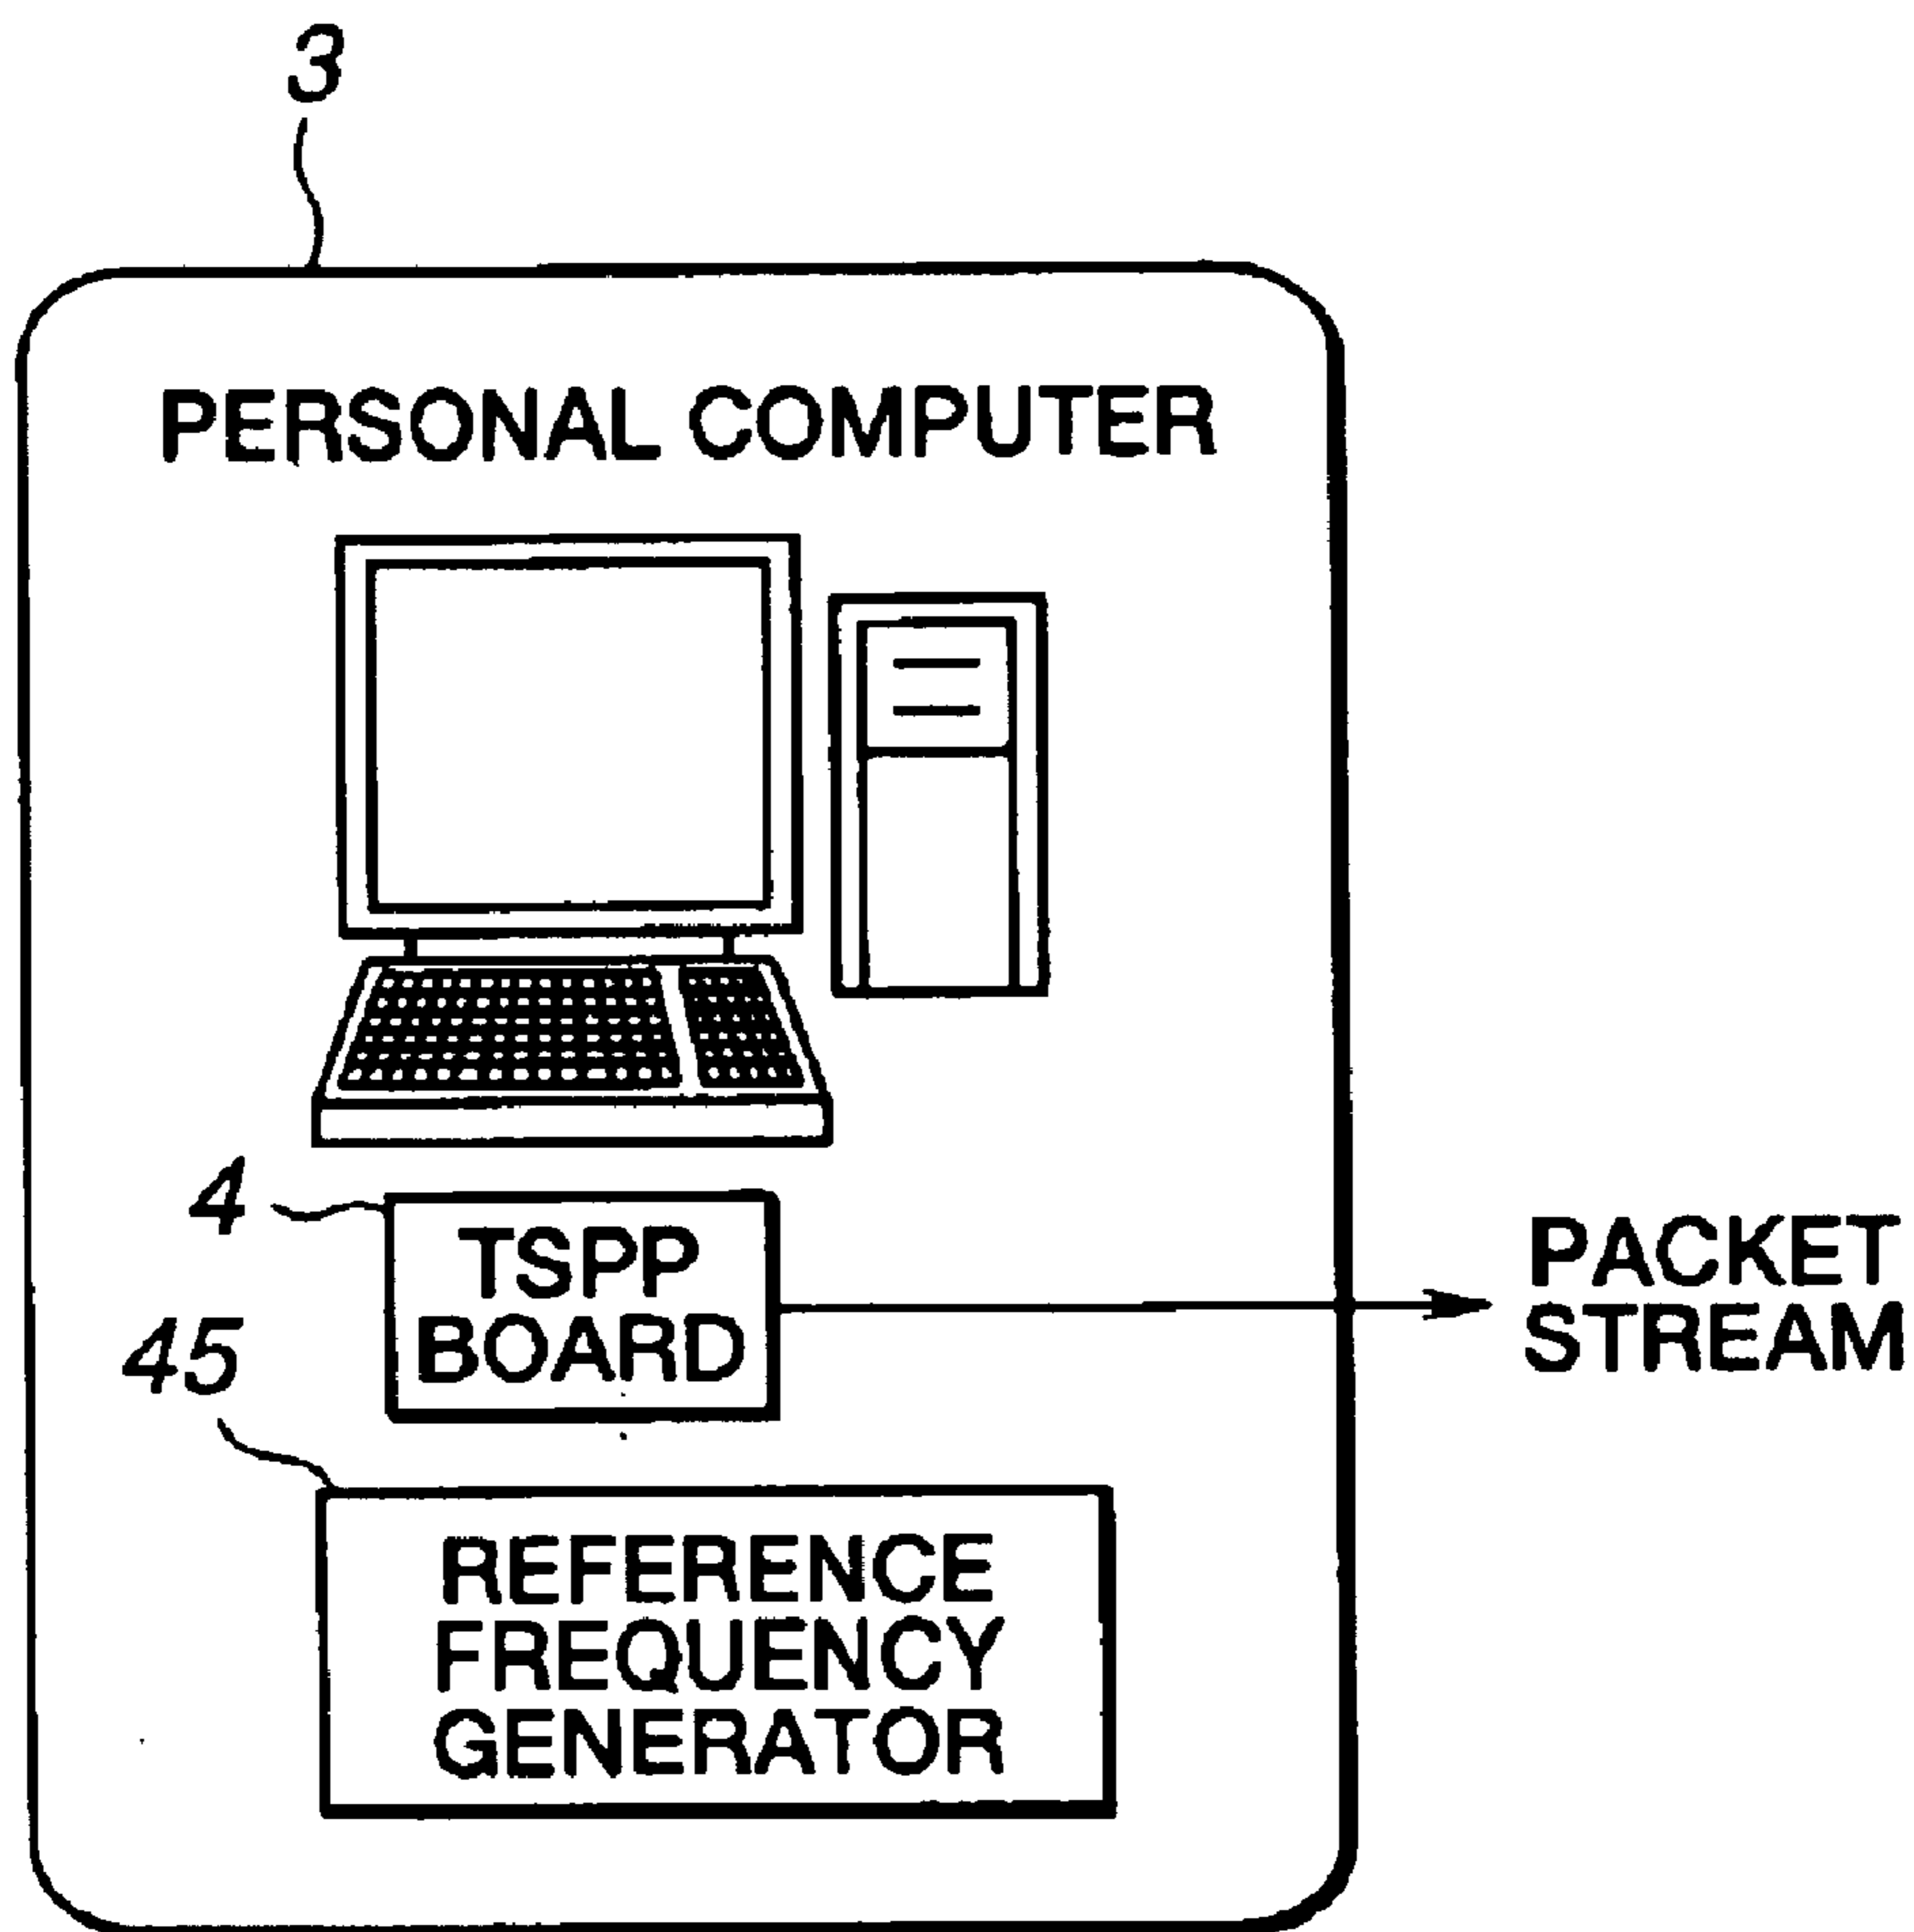 3
PERSONAL COMPUTER
4
TSPP
BOARD
PACKET
STREAM
45
REFERENCE
FREQUENCY
GENERATOR